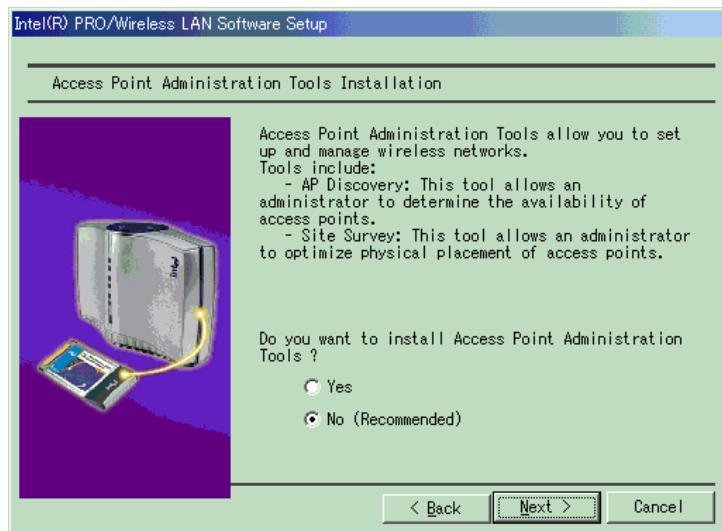 Intel(R) PRO/Wireless LAN Software Setup
Access Point Administration Tools Installation
Access Point Administration Tools allow you to set
up and manage wireless networks.
Tools include:
- AP Discovery: This tool allows an
administrator to determine the availability of
access points.
- Site Survey: This tool allows an administrator
to optimize physical placement of access points.
intel
Do you want to install Access Point Administration
Tools ?
Yes
No (Recommended)
< Back
Next >
Cancel